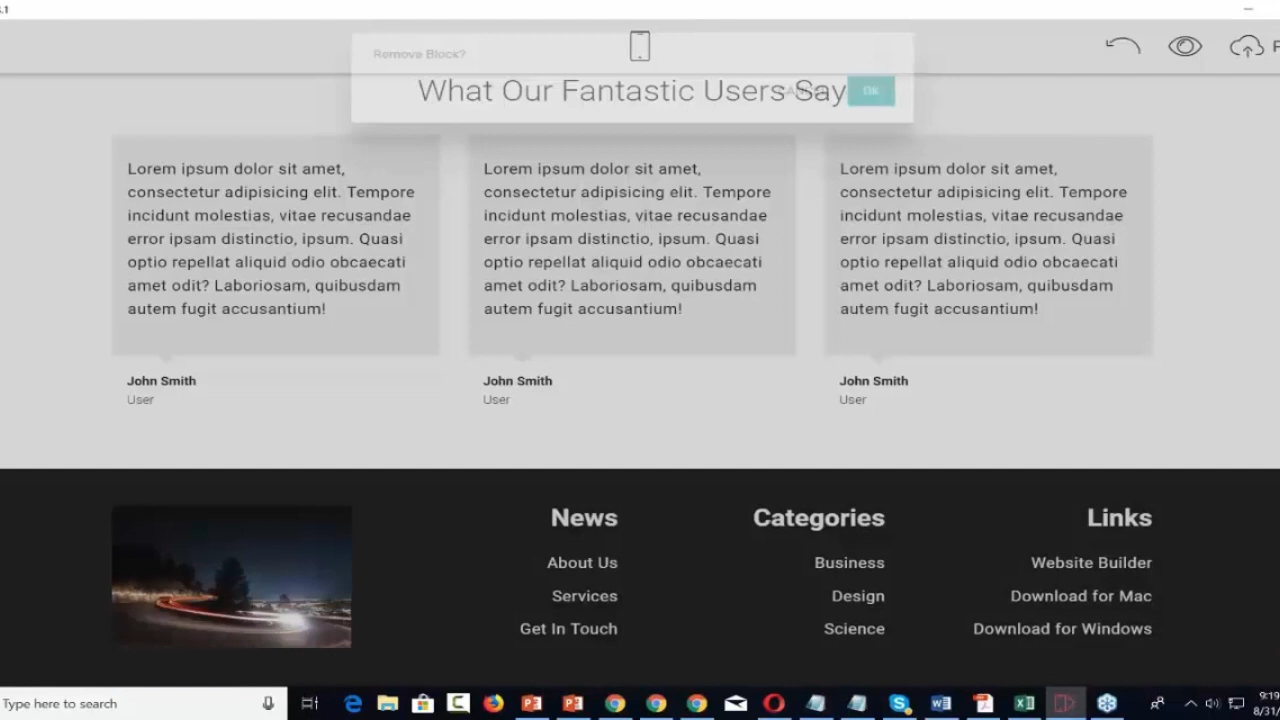 .1
Remove Block?
What Our Fantastic Users Say
OK
Lorem ipsum dolor sit amet,
consectetur adipisicing elit. Tempore
incidunt molestias, vitae recusandae
error ipsam distinctio, ipsum. Quasi
optio repellat aliquid odio obcaecati
amet odit? Laboriosam, quibusdam
autem fugit accusantium!
John Smith
User
Lorem ipsum dolor sit amet,
consectetur adipisicing elit. Tempore
incidunt molestias, vitae recusandae
error ipsam distinctio, ipsum. Quasi
optio repellat aliquid odio obcaecati
amet odit? Laboriosam, quibusdam
autem fugit accusantium!
John Smith
User
Lorem ipsum dolor sit amet,
consectetur adipisicing elit. Tempore
incidunt molestias, vitae recusandae
error ipsam distinctio, ipsum. Quasi
optio repellat aliquid odio obcaecati
amet odit? Laboriosam, quibusdam
autem fugit accusantium!
John Smith
User
News
About Us
Services
Get In Touch
Categories
Business
Design
Science
Links
Website Builder
Download for Mac
Download for Windows
Type here to search
9:19
8/31/